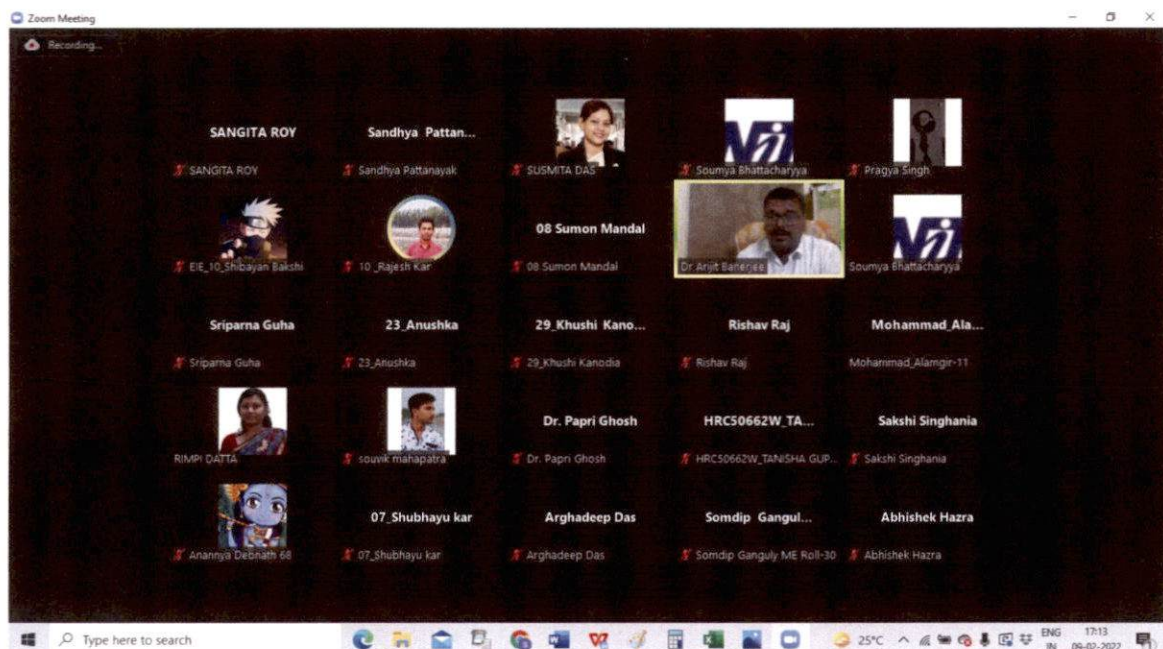 Zoom Meeting
Recording...
SANGITA ROY
Sandhya Pattan...
SANGITA ROY
Sandhya Pattanayak
SUSMITA DAS
Soumya Bhattacharyya
Pragya Singh
08 Sumon Mandal
EIE_10_Shibayan Bakshi
10 _Rajesh Kar
08 Sumon Mandal
Dr Arijit Banerjee
Soumya Bhattacharyya
Sriparna Guha
23_Anushka
29_Khushi Kano...
Rishav Raj
Mohammad_Ala...
Sriparna Guha
23_Anushka
29_Khushi Kanodia
Rishav Raj
Mohammad_Alamgir-11
Dr. Papri Ghosh
HRC50662W_TA...
Sakshi Singhania
RIMPI DATTA
souvik mahapatra
Dr. Papri Ghosh
HRC50662W_TANISHA GUP...
Sakshi Singhania
07_Shubhayu kar
Arghadeep Das
Somdip Gangul...
Abhishek Hazra
Anannya Debnath 68
07_Shubhayu kar
Arghadeep Das
Somdip Ganguly ME Roll-30
Abhishek Hazra
Type here to search
25°C
ENG
IN
17:13
09-02-2022